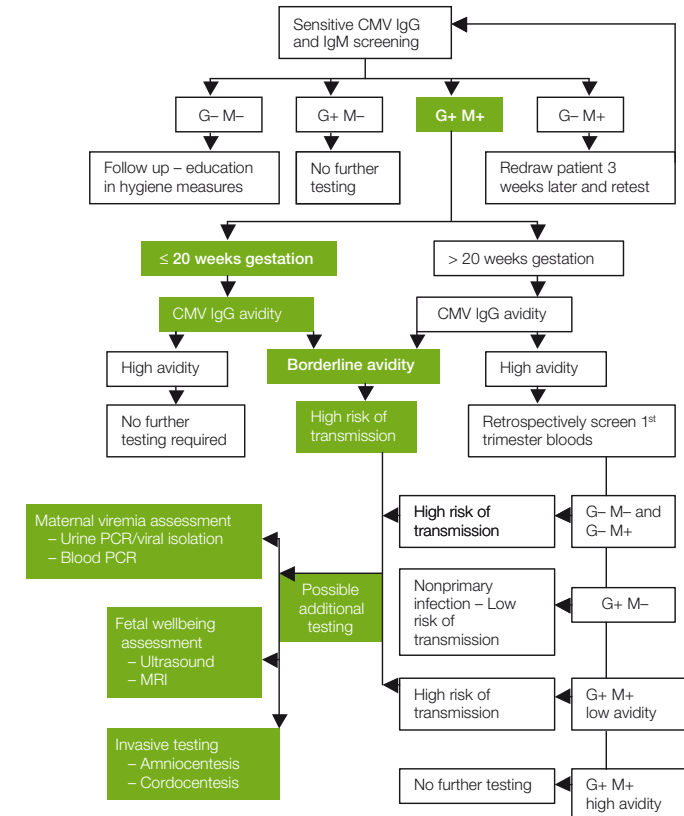 Sensitive CMV IgG
and IgM screening
G– M–
G+ M–
G+ M+
G– M+
Follow up – education
in hygiene measures
No further
testing
Redraw patient 3
weeks later and retest
≤ 20 weeks gestation
> 20 weeks gestation
CMV IgG avidity
CMV IgG avidity
High avidity
Borderline avidity
High avidity
No further
testing required
High risk of
transmission
Retrospectively screen 1st
trimester bloods
Maternal viremia assessment
– Urine PCR/viral isolation
– Blood PCR
High risk of
transmission
G– M– and
G– M+
Possible
additional
testing
Nonprimary
infection – Low
risk of
transmission
G+ M–
Fetal wellbeing
assessment
– Ultrasound
– MRI
High risk of
transmission
G+ M+
low avidity
Invasive testing
– Amniocentesis
– Cordocentesis
No further testing
G+ M+
high avidity